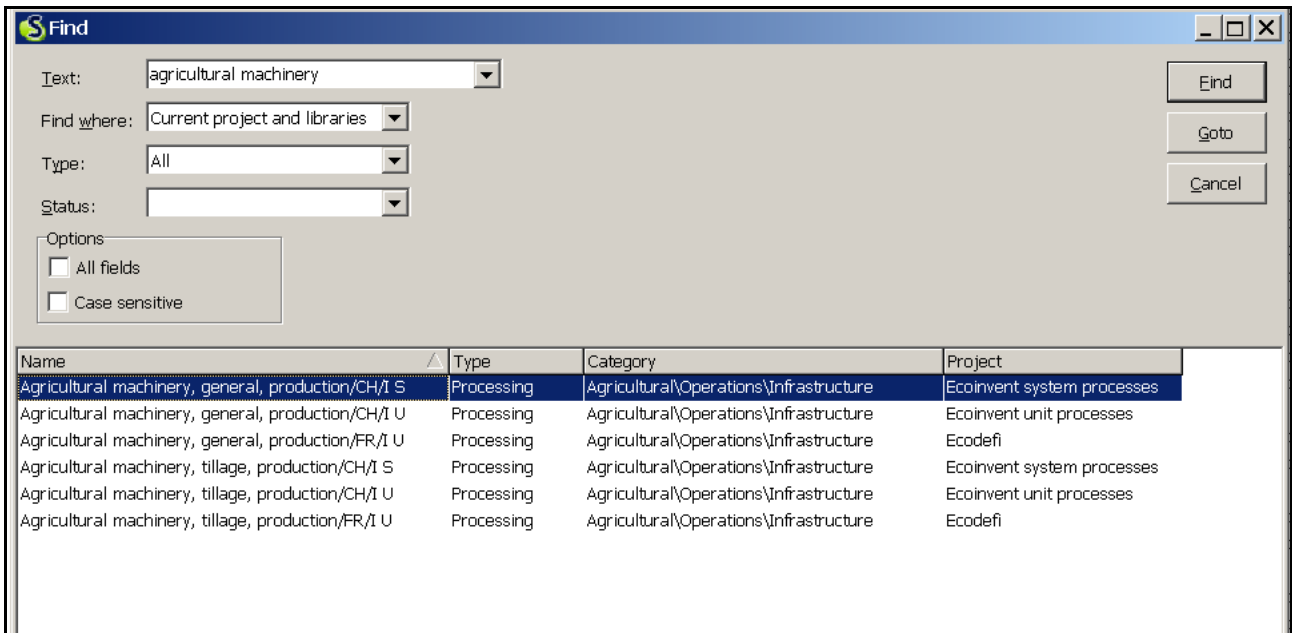 Find
Text: agricultural machinery
Find
Find where: Current project and libraries
Goto
Type: All
Cancel
Status:
Options
All fields
Case sensitive
Name Type Category Project
Agricultural machinery, general, production/CH/I S Processing Agricultural\Operations\Infrastructure Ecoinvent system processes
Agricultural machinery, general, production/CH/I U Processing Agricultural\Operations\Infrastructure Ecoinvent unit processes
Agricultural machinery, general, production/FR/I U Processing Agricultural\Operations\Infrastructure Ecodefi
Agricultural machinery, tillage, production/CH/I S Processing Agricultural\Operations\Infrastructure Ecoinvent system processes
Agricultural machinery, tillage, production/CH/I U Processing Agricultural\Operations\Infrastructure Ecoinvent unit processes
Agricultural machinery, tillage, production/FR/I U Processing Agricultural\Operations\Infrastructure Ecodefi